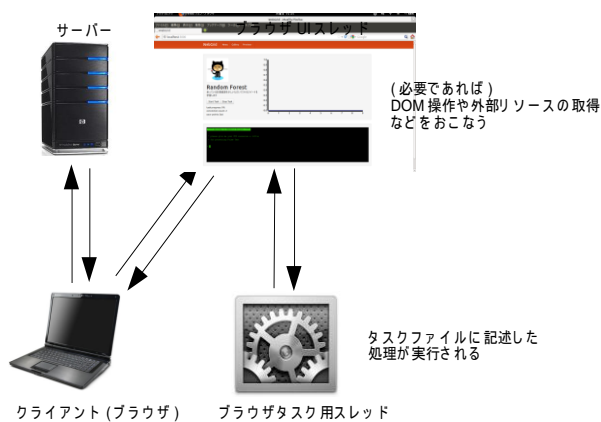 サーバー
ブラウザUIスレッド
Random Forest
(必要であれば)
DOM操作や外部リソースの取得
などをおこなう
タスクファイルに記述した
処理が実行される
クライアント(ブラウザ)
ブラウザタスク用スレッド